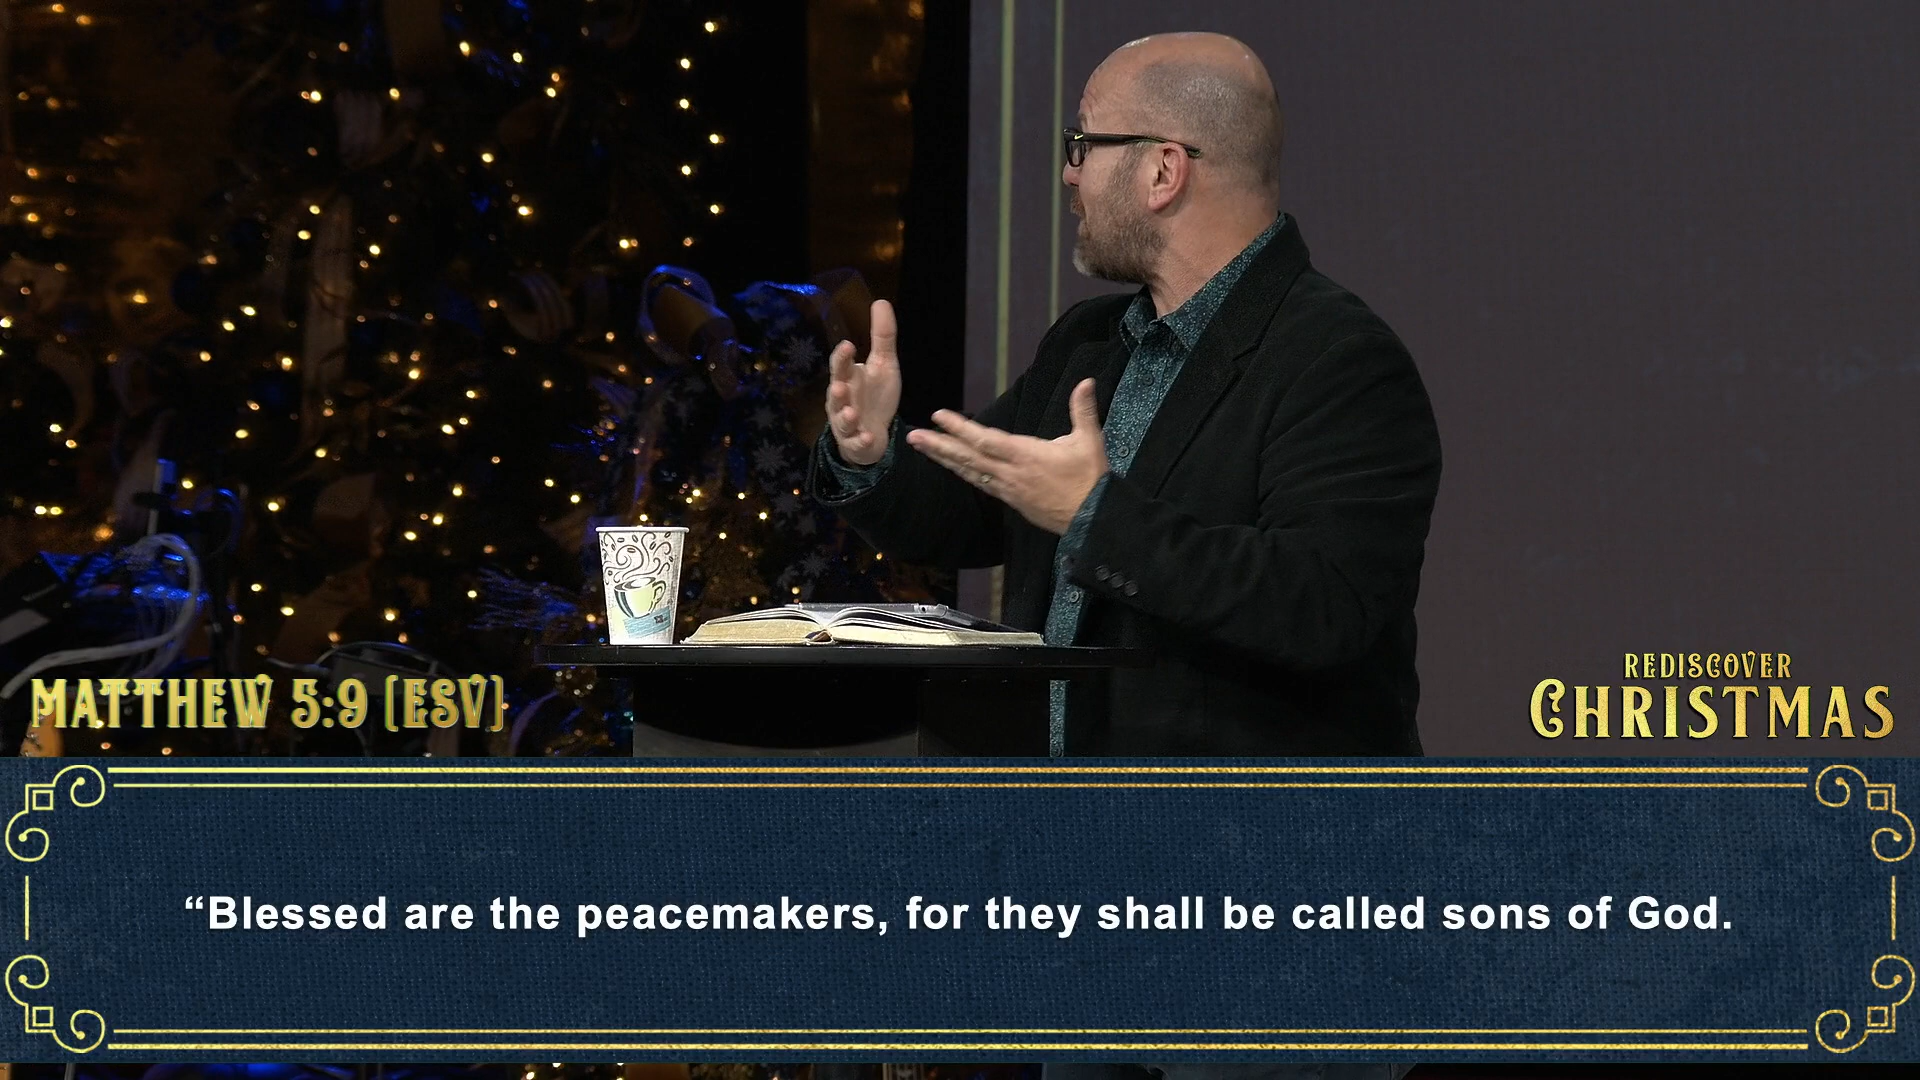 MATTHEW 5:9 (ESV)
REDISCOVER
CHRISTMAS
“Blessed are the peacemakers, for they shall be called sons of God.